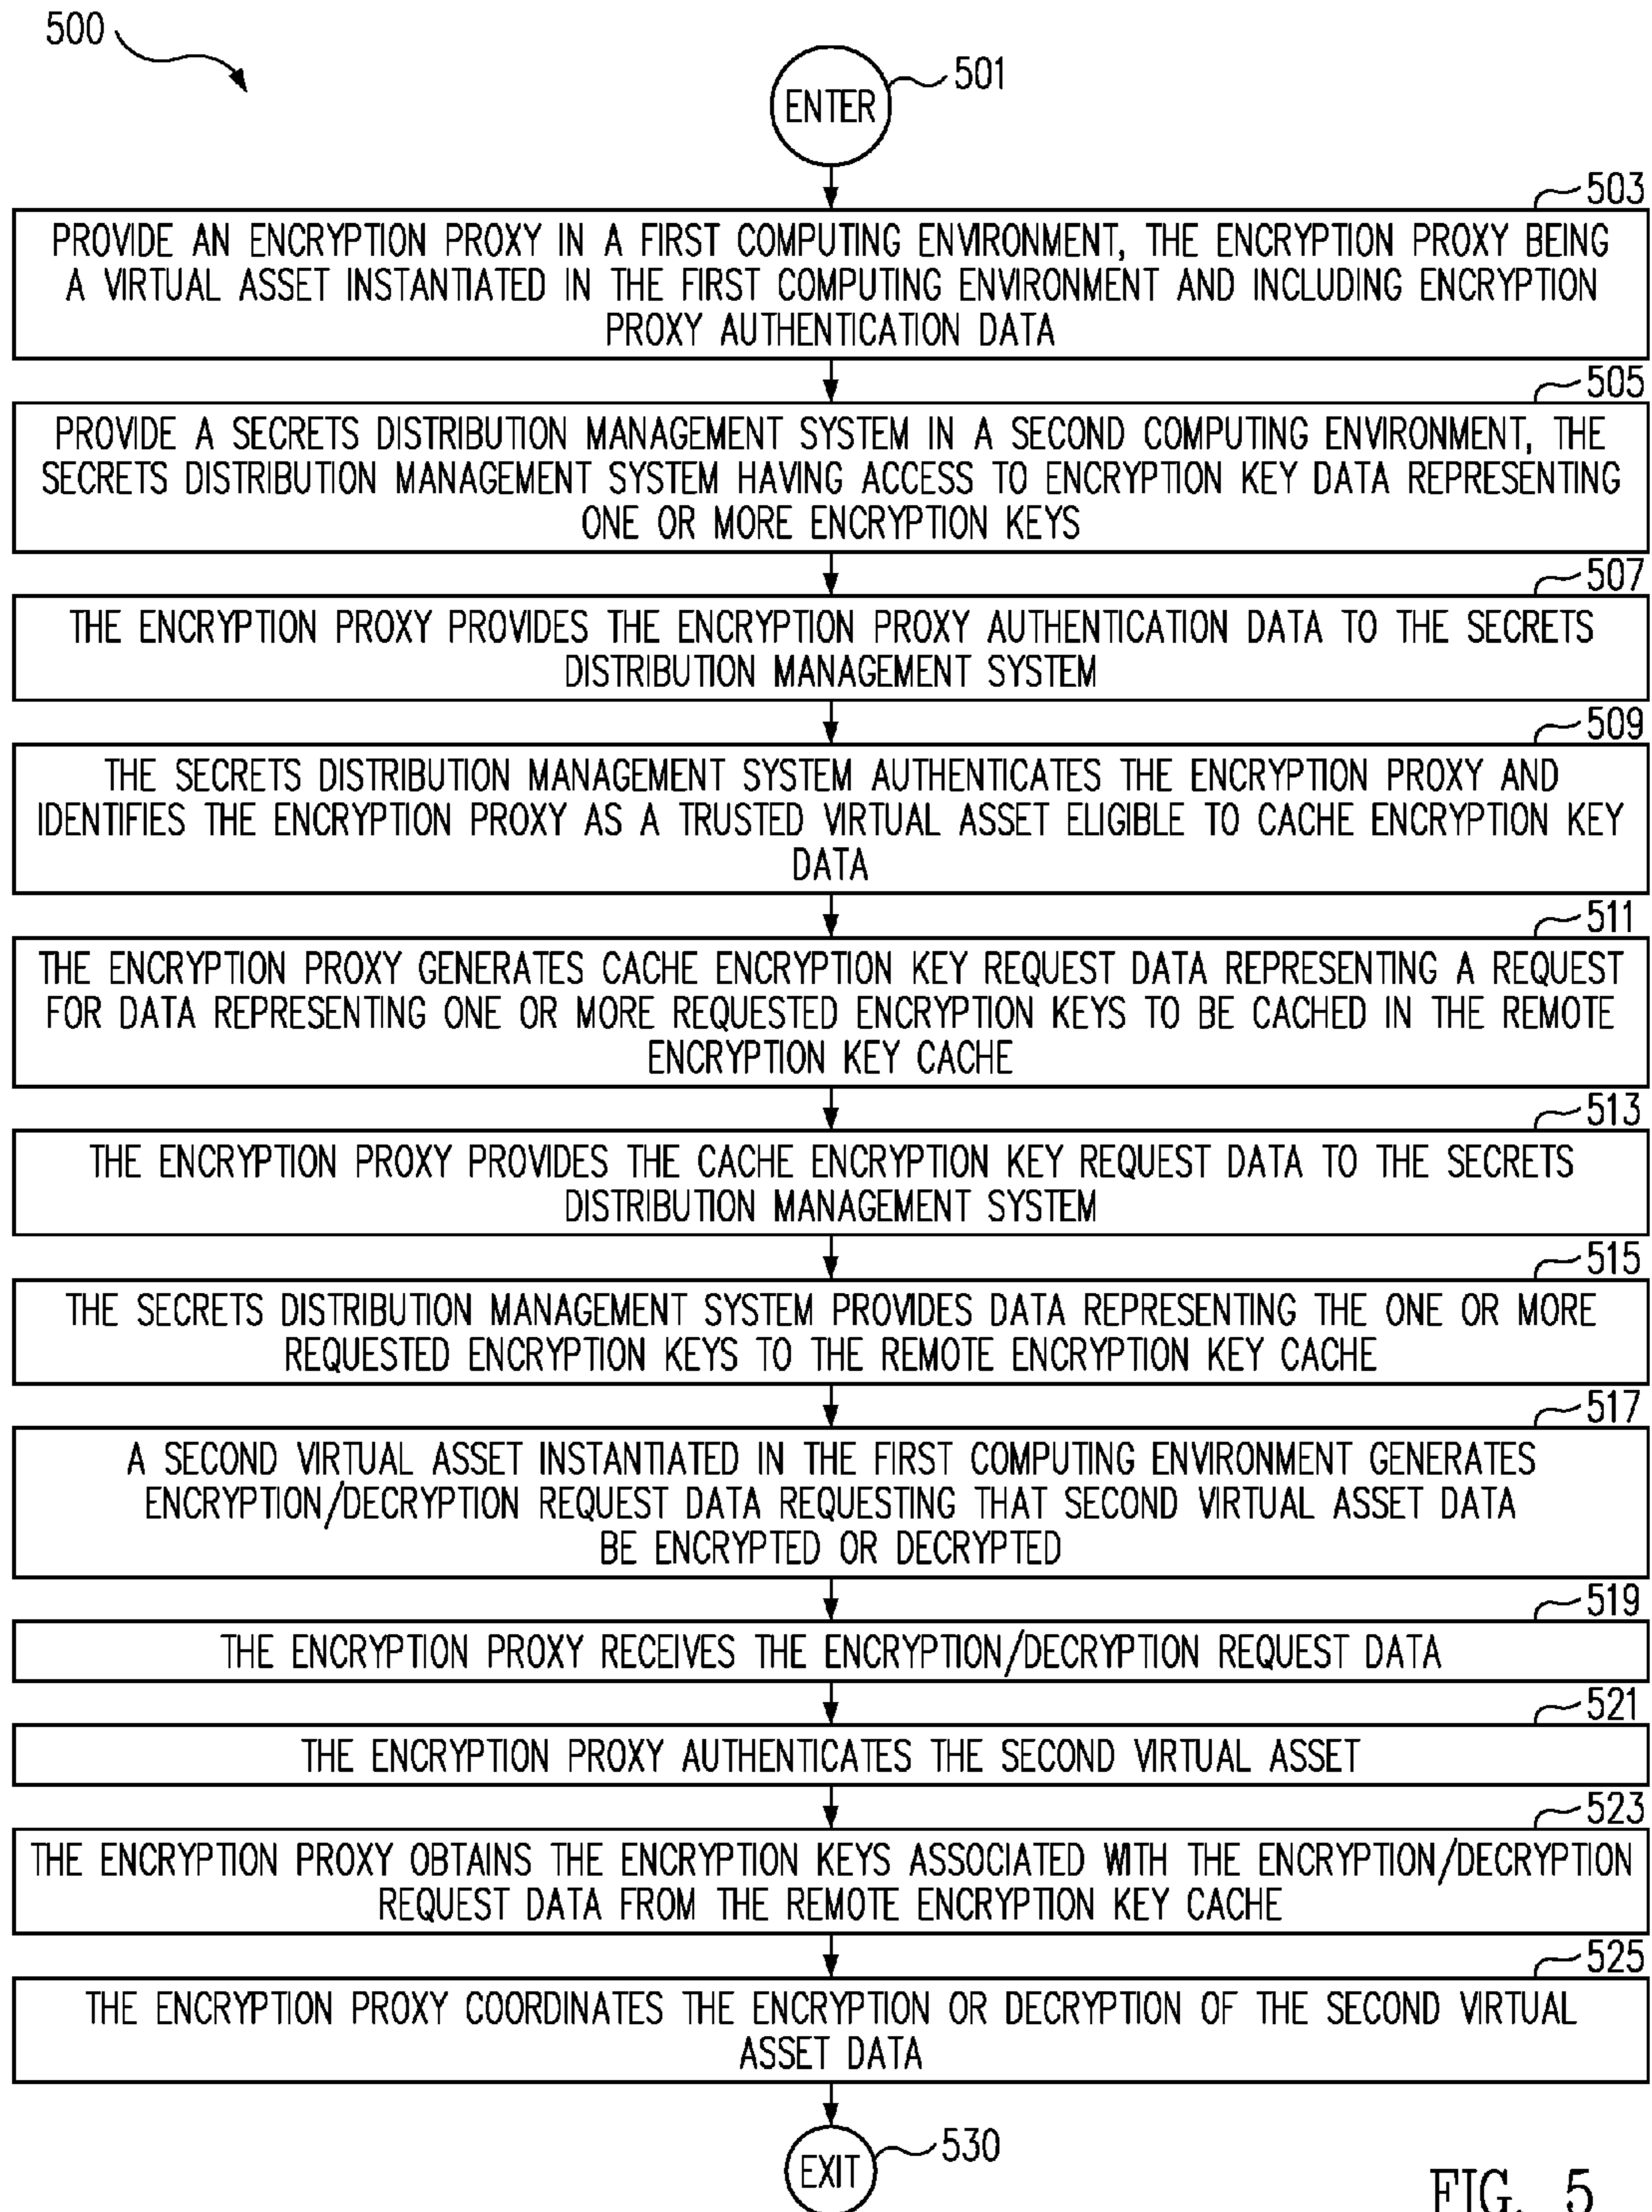 500
ENTER
501
503
PROVIDE AN ENCRYPTION PROXY IN A FIRST COMPUTING ENVIRONMENT, THE ENCRYPTION PROXY BEING
A VIRTUAL ASSET INSTANTIATED IN THE FIRST COMPUTING ENVIRONMENT AND INCLUDING ENCRYPTION
PROXY AUTHENTICATION DATA
505
PROVIDE A SECRETS DISTRIBUTION MANAGEMENT SYSTEM IN A SECOND COMPUTING ENVIRONMENT, THE
SECRETS DISTRIBUTION MANAGEMENT SYSTEM HAVING ACCESS TO ENCRYPTION KEY DATA REPRESENTING
ONE OR MORE ENCRYPTION KEYS
507
THE ENCRYPTION PROXY PROVIDES THE ENCRYPTION PROXY AUTHENTICATION DATA TO THE SECRETS
DISTRIBUTION MANAGEMENT SYSTEM
509
THE SECRETS DISTRIBUTION MANAGEMENT SYSTEM AUTHENTICATES THE ENCRYPTION PROXY AND
IDENTIFIES THE ENCRYPTION PROXY AS A TRUSTED VIRTUAL ASSET ELIGIBLE TO CACHE ENCRYPTION KEY
DATA
511
THE ENCRYPTION PROXY GENERATES CACHE ENCRYPTION KEY REQUEST DATA REPRESENTING A REQUEST
FOR DATA REPRESENTING ONE OR MORE REQUESTED ENCRYPTION KEYS TO BE CACHED IN THE REMOTE
ENCRYPTION KEY CACHE
513
THE ENCRYPTION PROXY PROVIDES THE CACHE ENCRYPTION KEY REQUEST DATA TO THE SECRETS
DISTRIBUTION MANAGEMENT SYSTEM
515
THE SECRETS DISTRIBUTION MANAGEMENT SYSTEM PROVIDES DATA REPRESENTING THE ONE OR MORE
REQUESTED ENCRYPTION KEYS TO THE REMOTE ENCRYPTION KEY CACHE
517
A SECOND VIRTUAL ASSET INSTANTIATED IN THE FIRST COMPUTING ENVIRONMENT GENERATES
ENCRYPTION/DECRYPTION REQUEST DATA REQUESTING THAT SECOND VIRTUAL ASSET DATA
BE ENCRYPTED OR DECRYPTED
519
THE ENCRYPTION PROXY RECEIVES THE ENCRYPTION/DECRYPTION REQUEST DATA
521
THE ENCRYPTION PROXY AUTHENTICATES THE SECOND VIRTUAL ASSET
523
THE ENCRYPTION PROXY OBTAINS THE ENCRYPTION KEYS ASSOCIATED WITH THE ENCRYPTION/DECRYPTION
REQUEST DATA FROM THE REMOTE ENCRYPTION KEY CACHE
525
THE ENCRYPTION PROXY COORDINATES THE ENCRYPTION OR DECRYPTION OF THE SECOND VIRTUAL
ASSET DATA
EXIT
530
FIG. 5